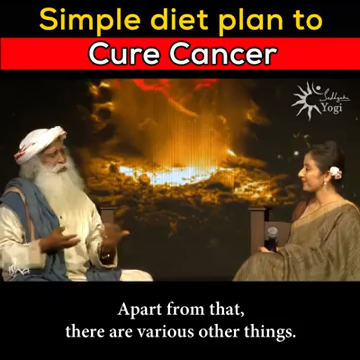 Simple diet plan to
Cure Cancer
Yogi
Apart from that,
there are various other things.